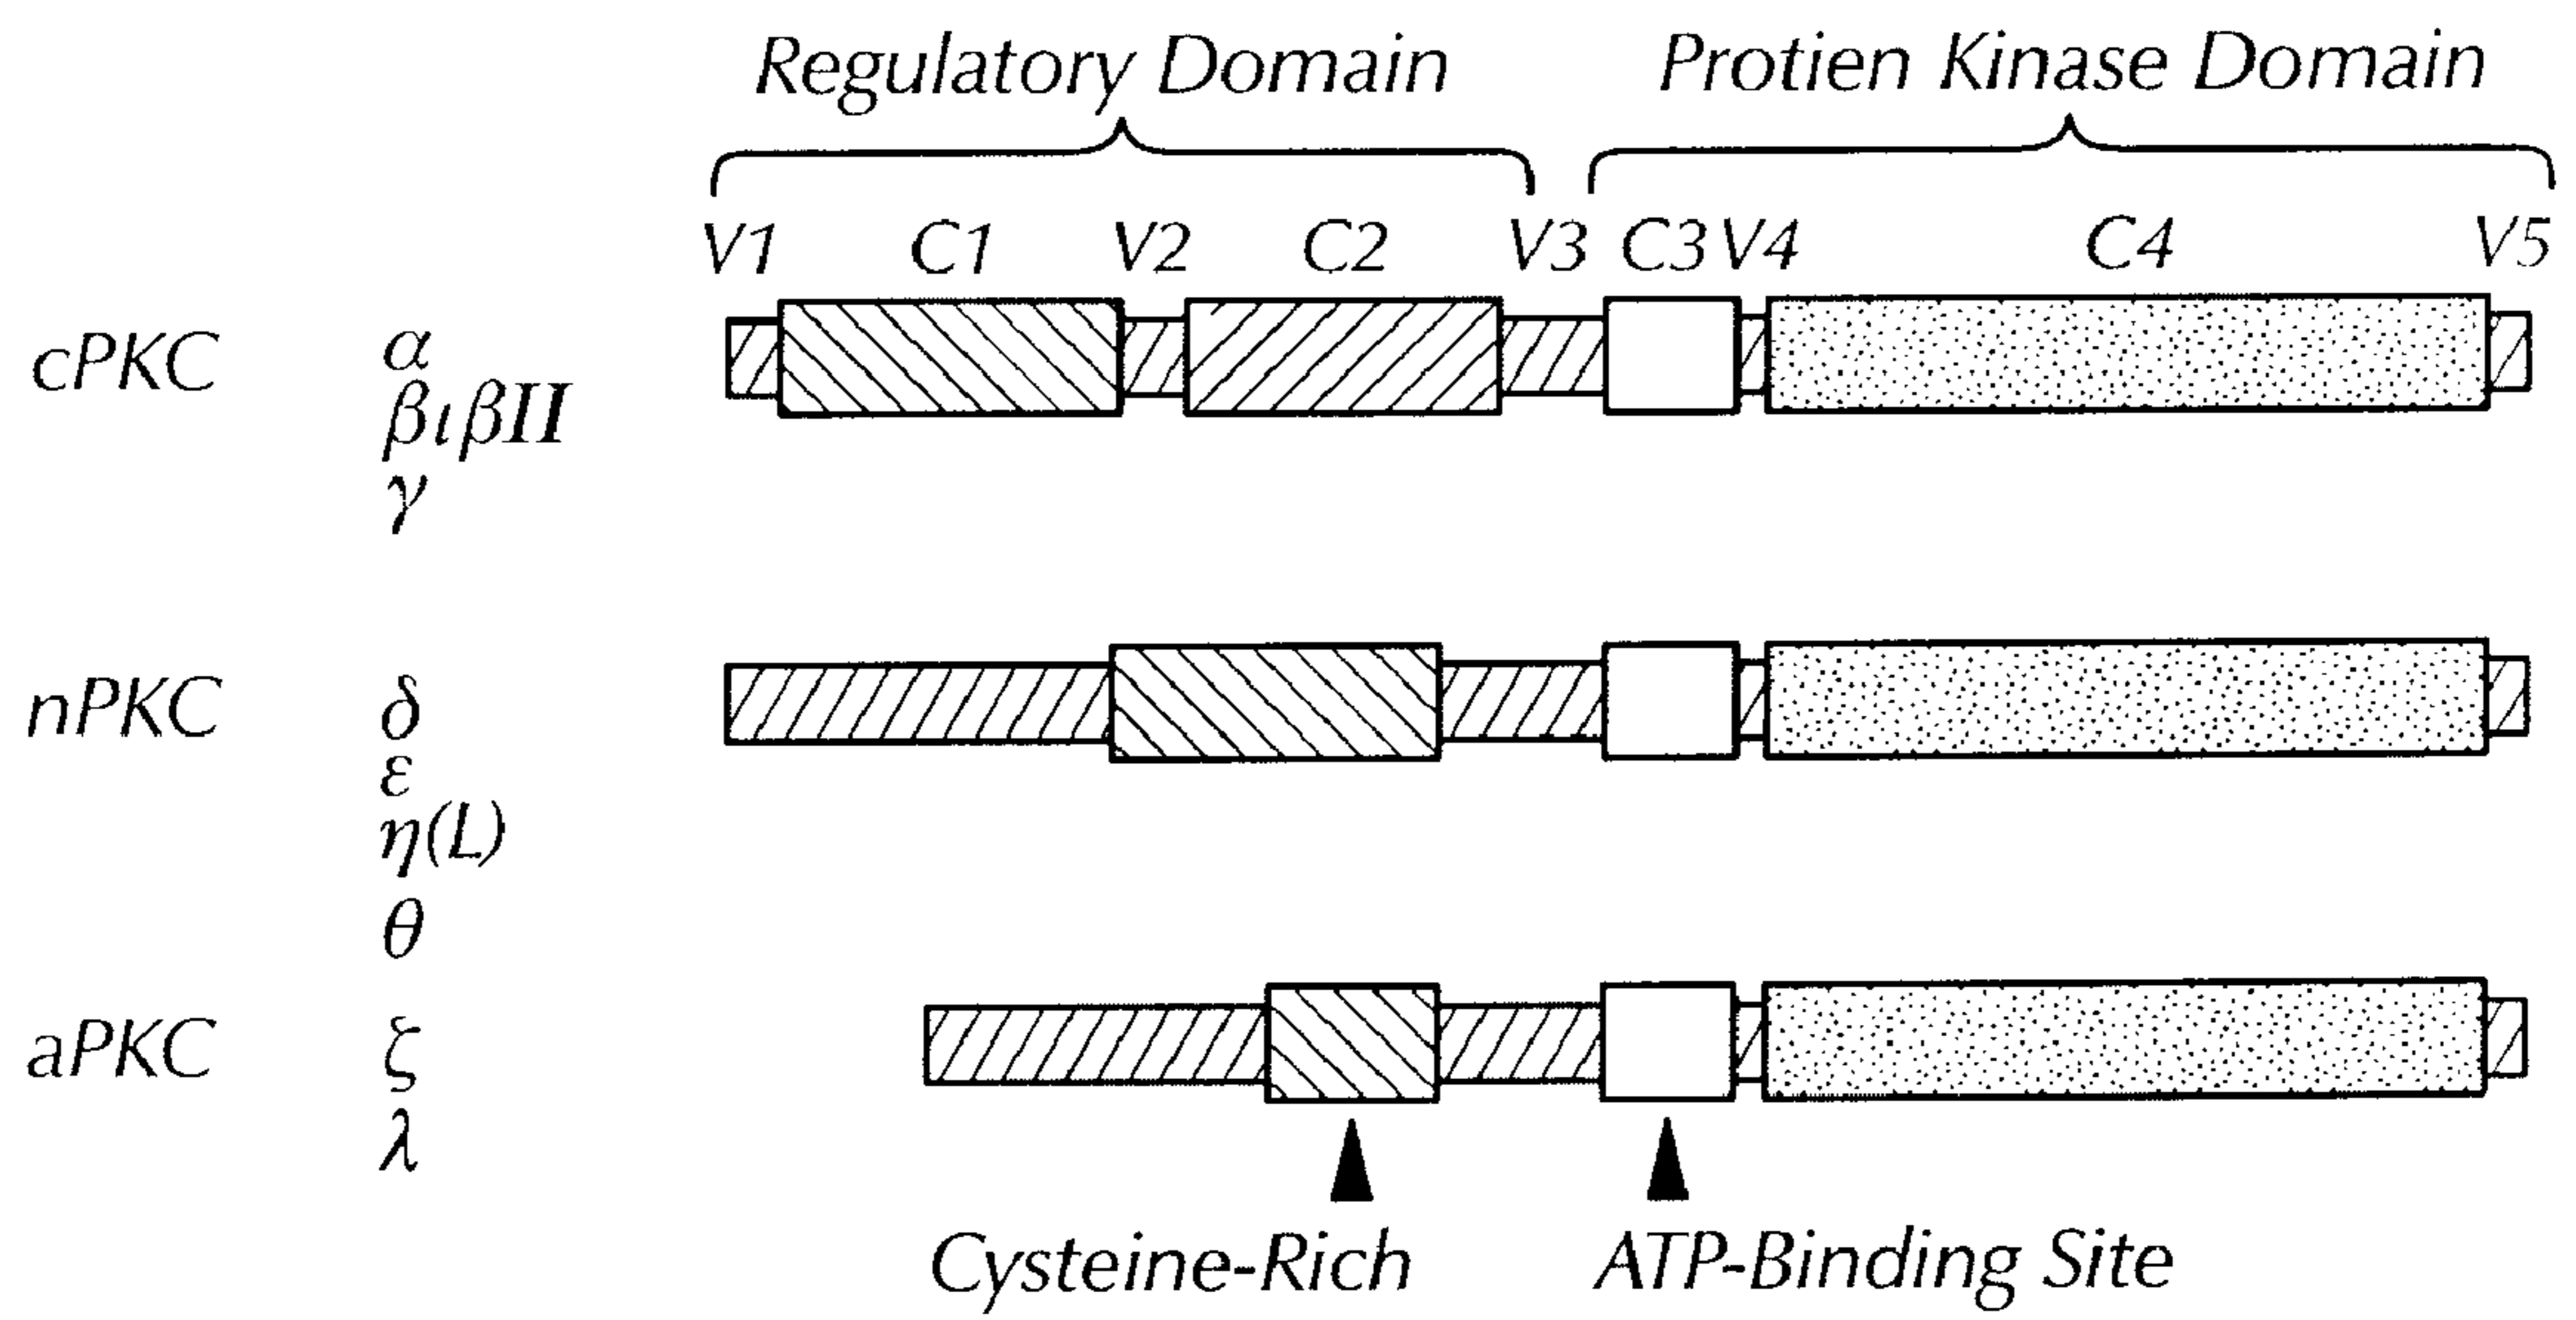 Regulatory Domain Protien Kinase Domain
V1 C1 V2 C2 V3 C3 V4 C4 V5
cPKC α
βιβII
γ
nPKC δ
ε
η(L)
θ
aPKC ζ
λ
Cysteine-Rich ATP-Binding Site